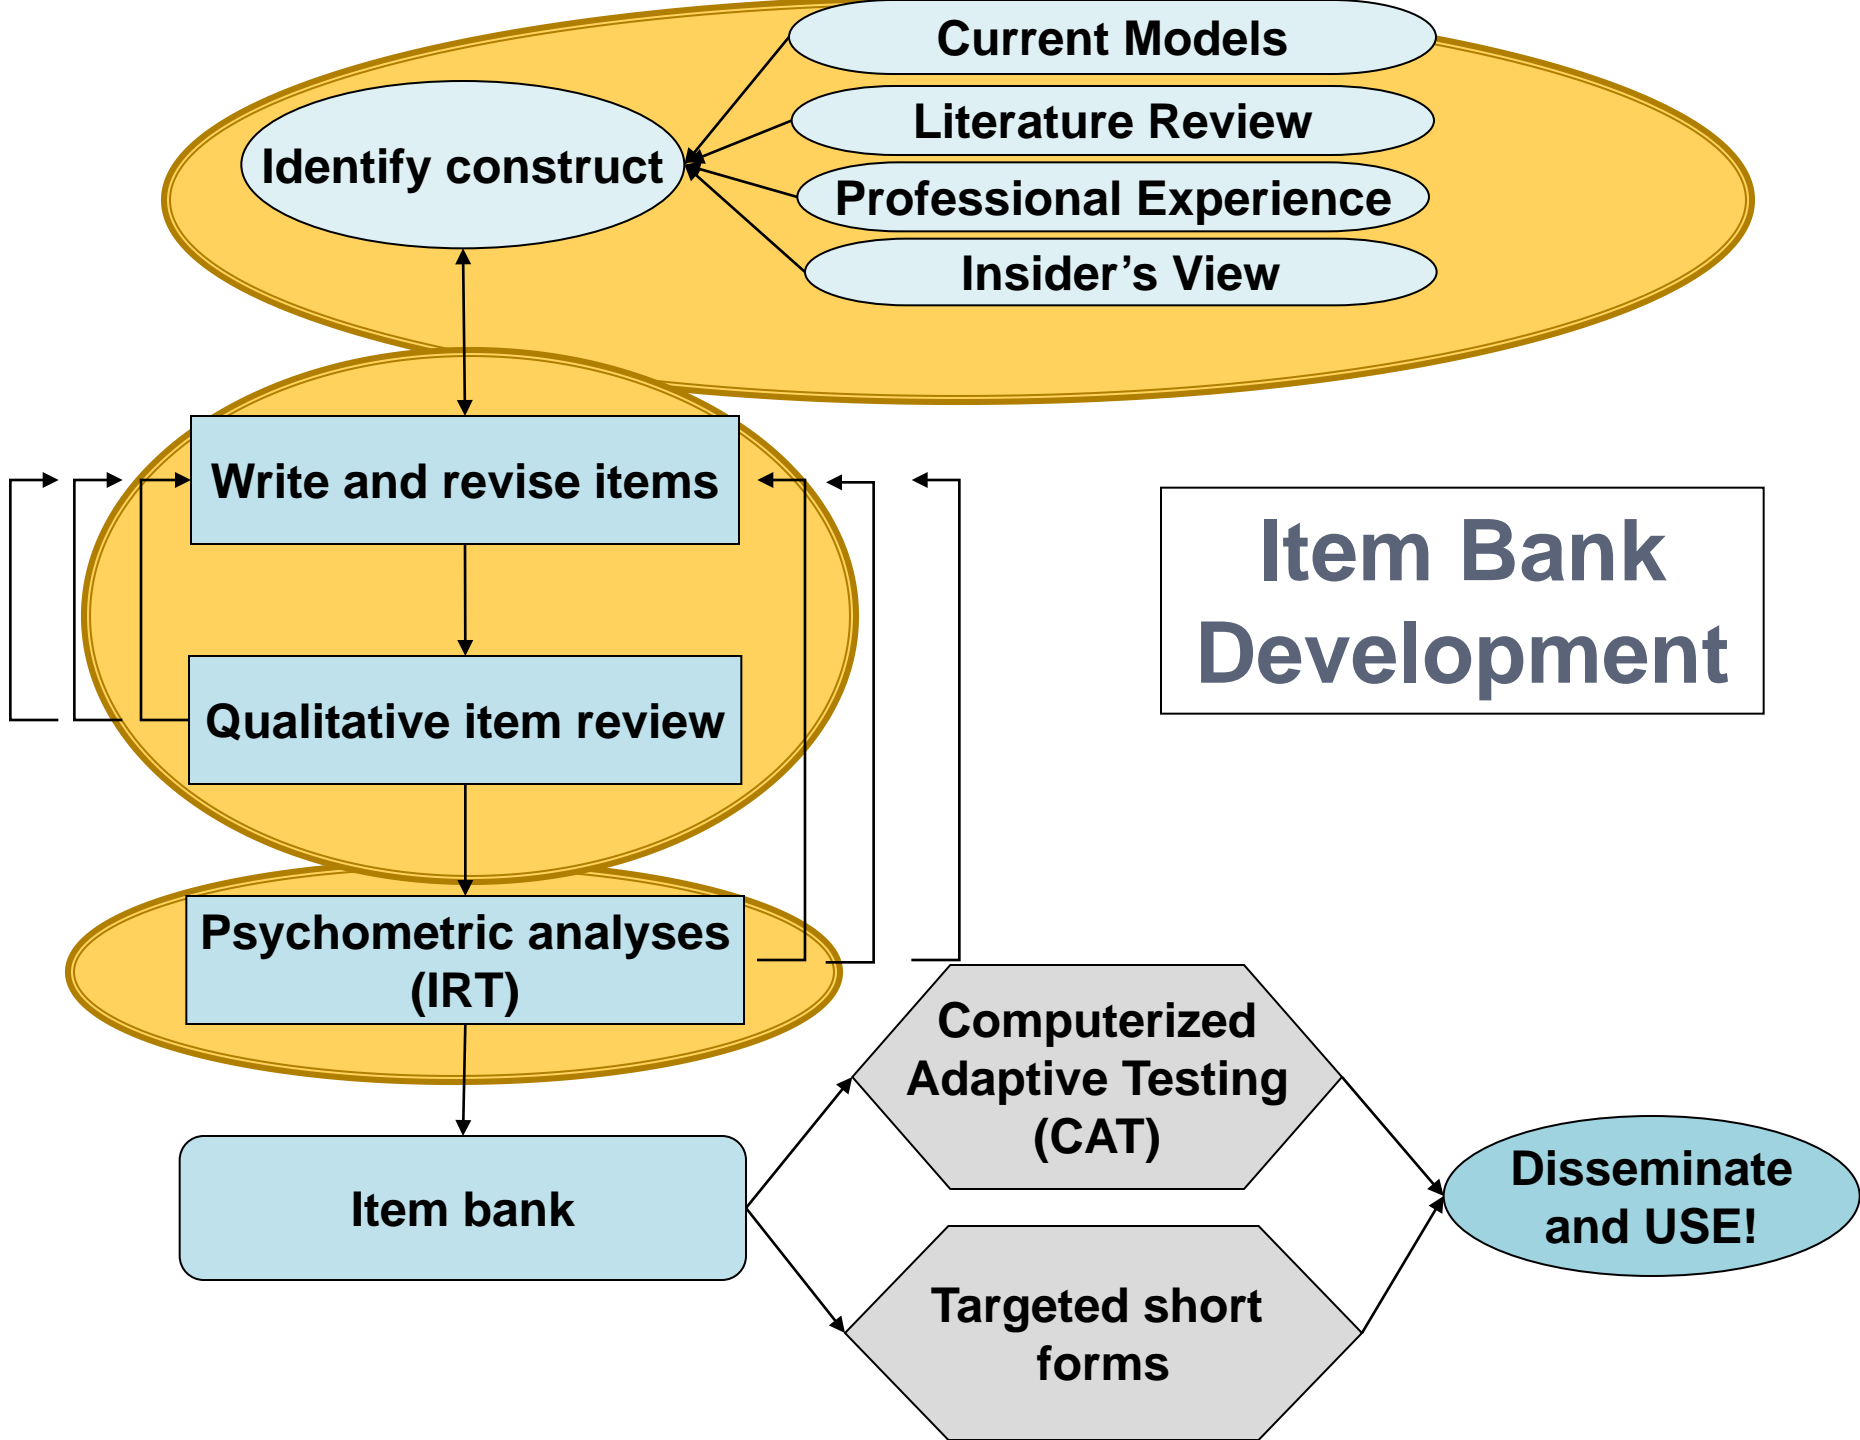 Current Models
Literature Review
Professional Experience
Insider’s View
Identify construct
Write and revise items
Qualitative item review
Item Bank
Development
Psychometric analyses
(IRT)
Item bank
Computerized
Adaptive Testing
(CAT)
Targeted short
forms
Disseminate
and USE!